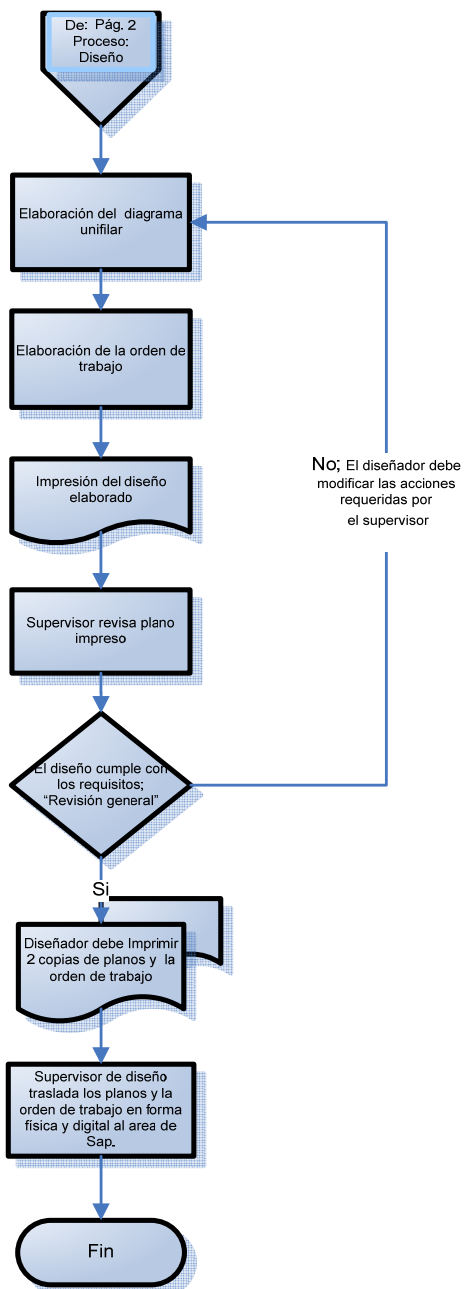 De: Pág. 2
Proceso:
Diseño
Elaboración del diagrama
unifilar
Elaboración de la orden de
trabajo
Impresión del diseño
elaborado
Supervisor revisa plano
impreso
El diseño cumple con
los requisitos;
“Revisión general”
No; El diseñador debe
modificar las acciones
requeridas por
el supervisor
Si
Diseñador debe Imprimir
2 copias de planos y la
orden de trabajo
Supervisor de diseño
traslada los planos y la
orden de trabajo en forma
física y digital al area de
Sap.
Fin